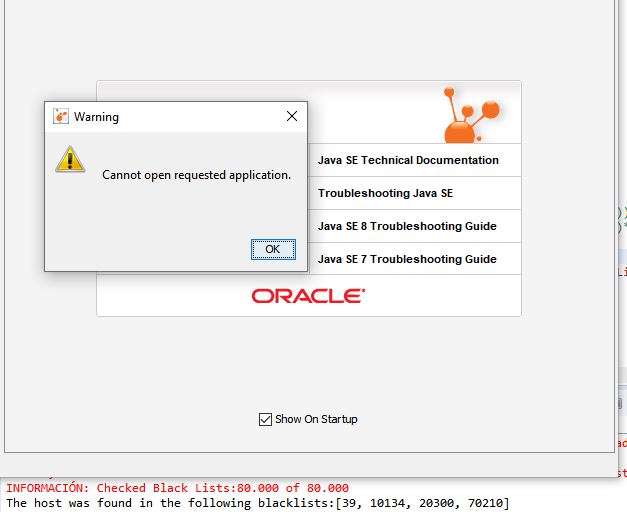 Warning
Cannot open requested application.
OK
Java SE Technical Documentation
Troubleshooting Java SE
Java SE 8 Troubleshooting Guide
Java SE 7 Troubleshooting Guide
ORACLE
Show On Startup
INFORMACIÓN: Checked Black Lists:80.000 of 80.000
The host was found in the following blacklists:[39, 10134, 20300, 70210]